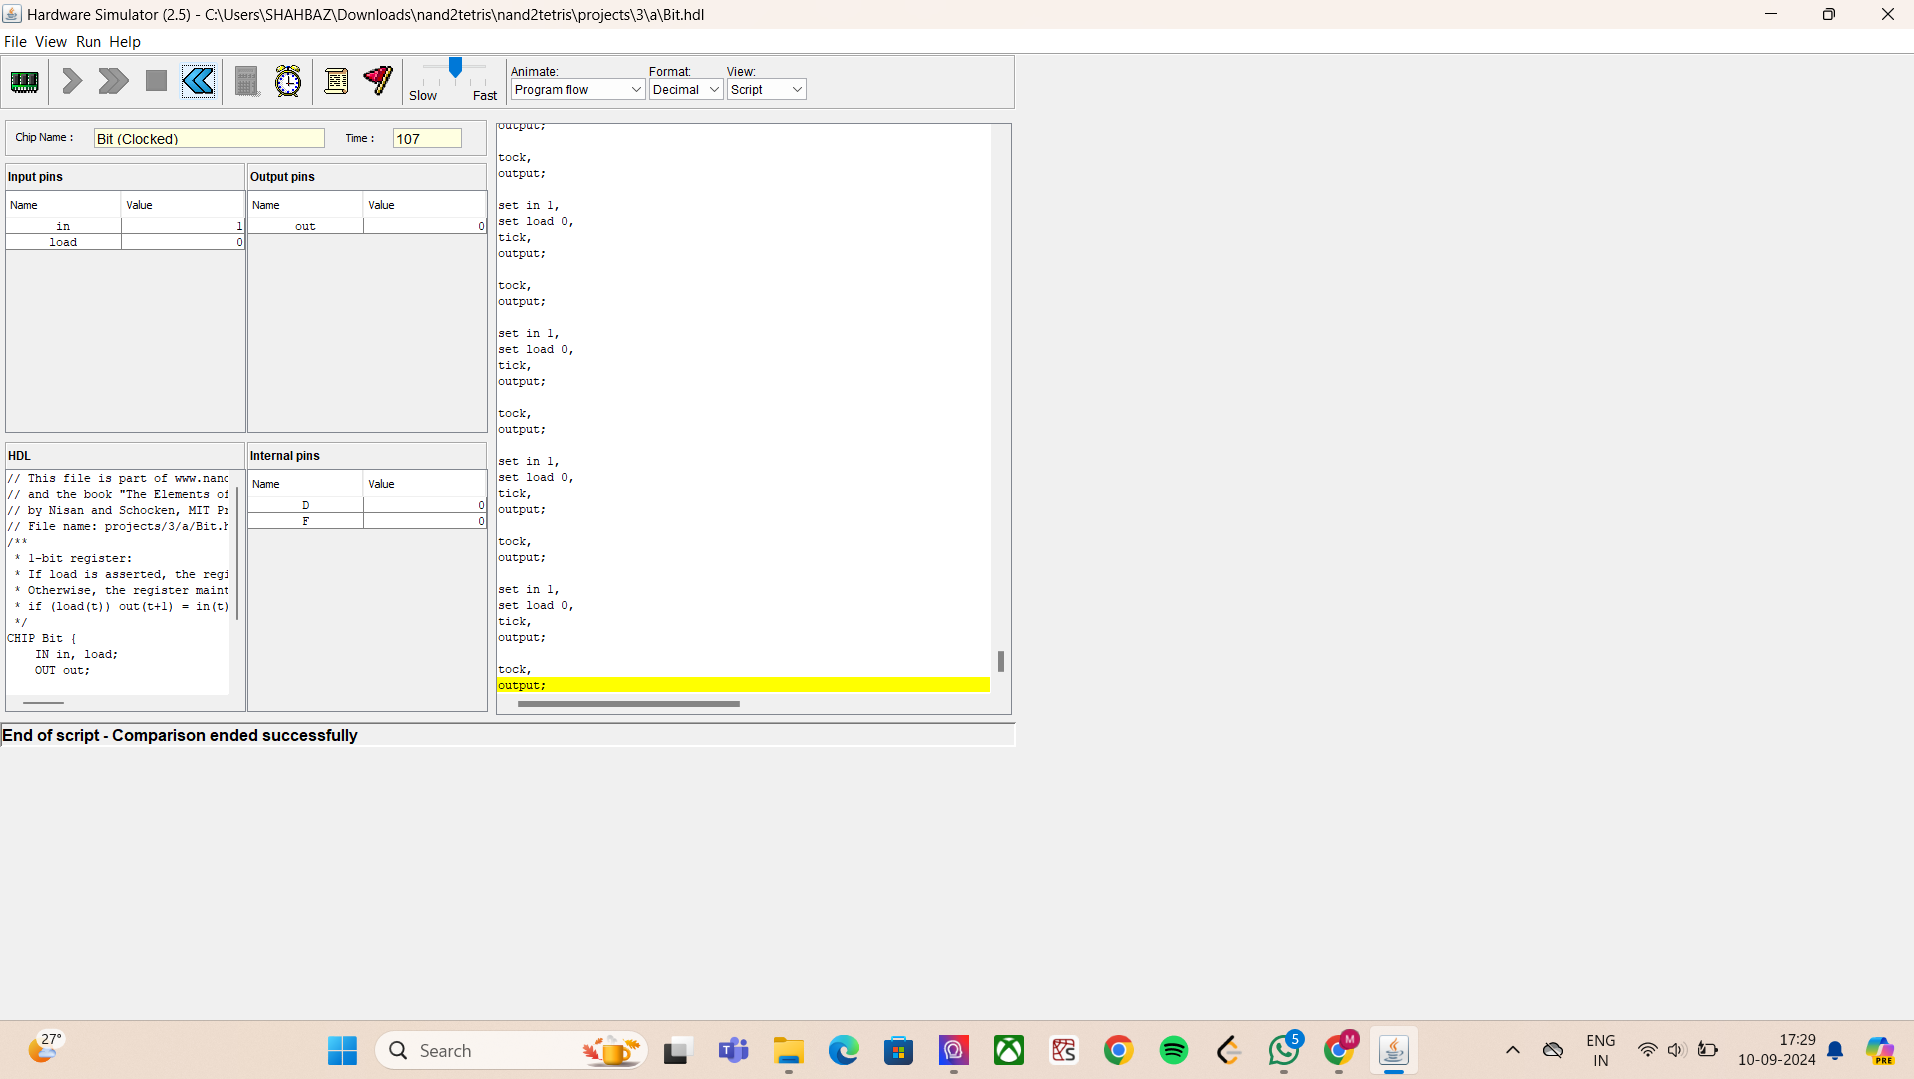 Hardware Simulator (2.5) - C:\Users\SHAHBAZ\Downloads\nand2tetris\nand2tetris\projects\3\a\Bit.hdl
File View Run Help
Slow Fast
Animate: Format: View:
Program flow Decimal Script
Chip Name : Bit (Clocked) Time : 107
Input pins
Name Value
in 1
load 0
Output pins
Name Value
out 0
HDL
// This file is part of www.nand
// and the book "The Elements of
// by Nisan and Schocken, MIT Pr
// File name: projects/3/a/Bit.h
/**
* 1-bit register:
* If load is asserted, the regi
* Otherwise, the register maint
* if (load(t)) out(t+1) = in(t)
*/
CHIP Bit {
IN in, load;
OUT out;
Internal pins
Name Value
D 0
F 0
output;
tock,
output;
set in 1,
set load 0,
tick,
output;
tock,
output;
set in 1,
set load 0,
tick,
output;
tock,
output;
set in 1,
set load 0,
tick,
output;
tock,
output;
set in 1,
set load 0,
tick,
output;
tock,
output;
End of script - Comparison ended successfully
27°
Search
5
M
ENG
IN
17:29
10-09-2024
PRE